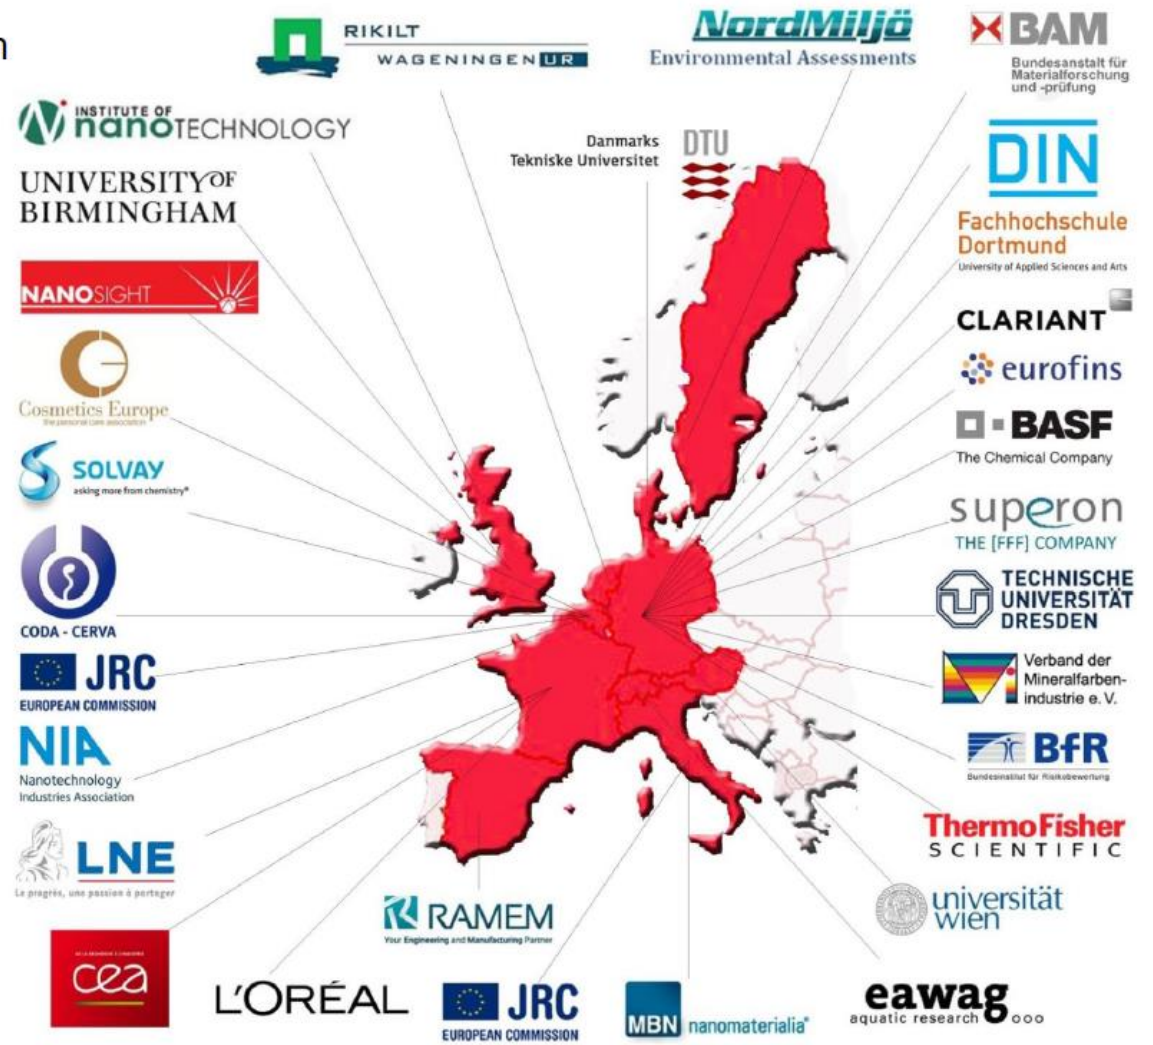 n
RIKILT
WAGENINGEN UR
NordMiljö
Environmental Assessments
BAM
Bundesanstalt für
Materialforschung
und -prüfung
INSTITUTE OF
nanoTECHNOLOGY
Danmarks
Tekniske Universitet
DTU
DIN
UNIVERSITY OF
BIRMINGHAM
Fachhochschule
Dortmund
University of Applied Sciences and Arts
NANOSIGHT
CLARIANT
Cosmetics Europe
the personal care association
eurofins
BASF
The Chemical Company
SOLVAY
asking more from chemistry®
superon
THE [FFF] COMPANY
CODA - CERVA
TECHNISCHE
UNIVERSITÄT
DRESDEN
JRC
EUROPEAN COMMISSION
Verband der
Mineralfarben-
industrie e. V.
NIA
Nanotechnology
Industries Association
BfR
Bundesinstitut für Risikobewertung
LNE
Le progrès, une passion à partager
ThermoFisher
SCIENTIFIC
RAMEM
Your Engineering and Manufacturing Partner
universität
wien
cea
L'ORÉAL
JRC
EUROPEAN COMMISSION
MBN nanomaterialia®
eawag
aquatic research